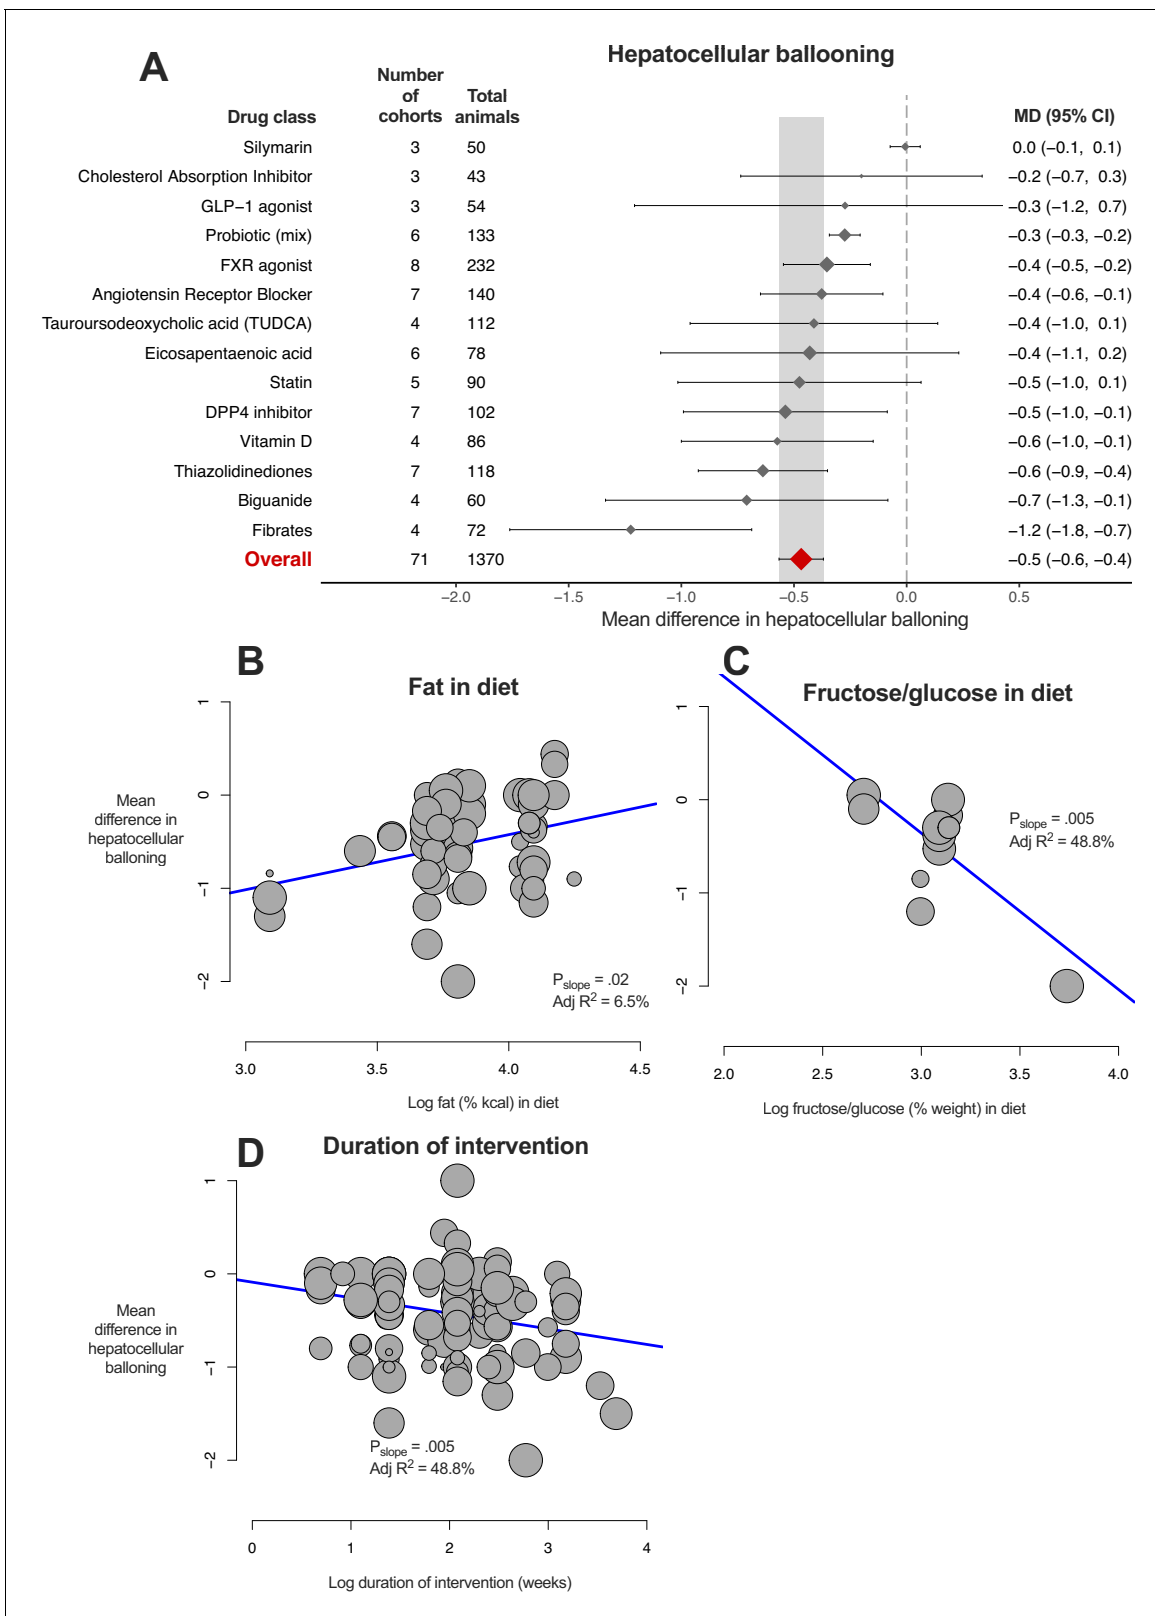 A
Hepatocellular ballooning
Number
of
cohorts
Total
animals
Drug class
MD (95% CI)
Silymarin 3 50 0.0 (−0.1, 0.1)
Cholesterol Absorption Inhibitor 3 43 −0.2 (−0.7, 0.3)
GLP−1 agonist 3 54 −0.3 (−1.2, 0.7)
Probiotic (mix) 6 133 −0.3 (−0.3, −0.2)
FXR agonist 8 232 −0.4 (−0.5, −0.2)
Angiotensin Receptor Blocker 7 140 −0.4 (−0.6, −0.1)
Tauroursodeoxycholic acid (TUDCA) 4 112 −0.4 (−1.0, 0.1)
Eicosapentaenoic acid 6 78 −0.4 (−1.1, 0.2)
Statin 5 90 −0.5 (−1.0, 0.1)
DPP4 inhibitor 7 102 −0.5 (−1.0, −0.1)
Vitamin D 4 86 −0.6 (−1.0, −0.1)
Thiazolidinediones 7 118 −0.6 (−0.9, −0.4)
Biguanide 4 60 −0.7 (−1.3, −0.1)
Fibrates 4 72 −1.2 (−1.8, −0.7)
Overall 71 1370 −0.5 (−0.6, −0.4)
−2.0 −1.5 −1.0 −0.5 0.0 0.5
Mean difference in hepatocellular balloning
B
Fat in diet
1
0
−1
−2
Mean
difference in
hepatocellular
balloning
P slope = .02
Adj R2 = 6.5%
3.0 3.5 4.0 4.5
Log fat (% kcal) in diet
C
Fructose/glucose in diet
1
0
−1
−2
P slope = .005
Adj R2 = 48.8%
2.0 2.5 3.0 3.5 4.0
Log fructose/glucose (% weight) in diet
D
Duration of intervention
1
0
−1
−2
Mean
difference in
hepatocellular
balloning
P slope = .005
Adj R2 = 48.8%
0 1 2 3 4
Log duration of intervention (weeks)